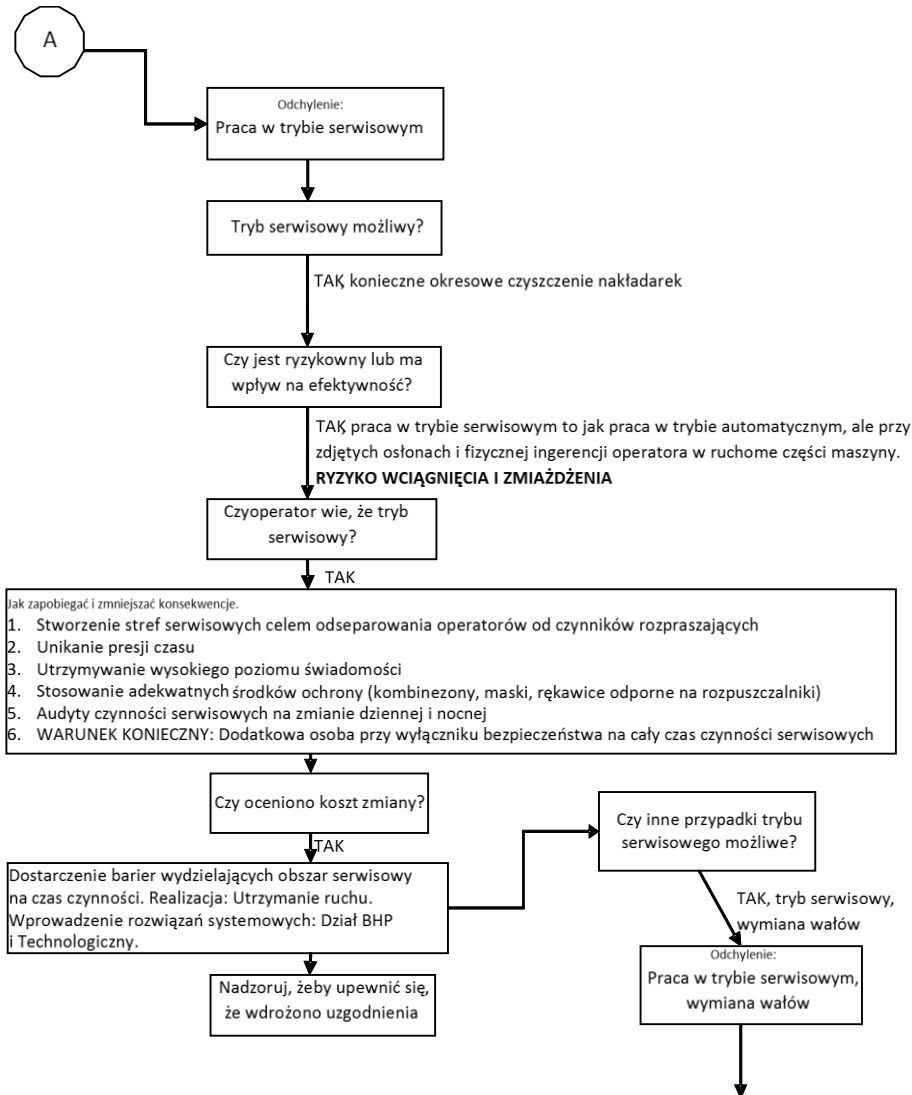 A
Odchylenie:
Praca w trybie serwisowym
Tryb serwisowy możliwy?
TAK, konieczne okresowe czyszczenie nakładarek
Czy jest ryzykowny lub ma
wpływ na efektywność?
TAK, praca w trybie serwisowym to jak praca w trybie automatycznym, ale przy
zdjętych osłonach i fizycznej ingerencji operatora w ruchome części maszyny.
RYZYKO WCIĄGNIĘCIA I ZMIAŻDŻENIA
Czyoperator wie, że tryb
serwisowy?
TAK
Jak zapobiegać i zmniejszać konsekwencje.
1. Stworzenie stref serwisowych celem odseparowania operatorów od czynników rozpraszających
2. Unikanie presji czasu
3. Utrzymywanie wysokiego poziomu świadomości
4. Stosowanie adekwatnych środków ochrony (kombinezony, maski, rękawice odporne na rozpuszczalniki)
5. Audyty czynności serwisowych na zmianie dziennej i nocnej
6. WARUNEK KONIECZNY: Dodatkowa osoba przy wyłączniku bezpieczeństwa na cały czas czynności serwisowych
Czy oceniono koszt zmiany?
TAK
Dostarczenie barier wydzielających obszar serwisowy
na czas czynności. Realizacja: Utrzymanie ruchu.
Wprowadzenie rozwiązań systemowych: Dział BHP
i Technologiczny.
Nadzoruj, żeby upewnić się,
że wdrożono uzgodnienia
Czy inne przypadki trybu
serwisowego możliwe?
TAK, tryb serwisowy,
wymiana wałów
Odchylenie:
Praca w trybie serwisowym,
wymiana wałów